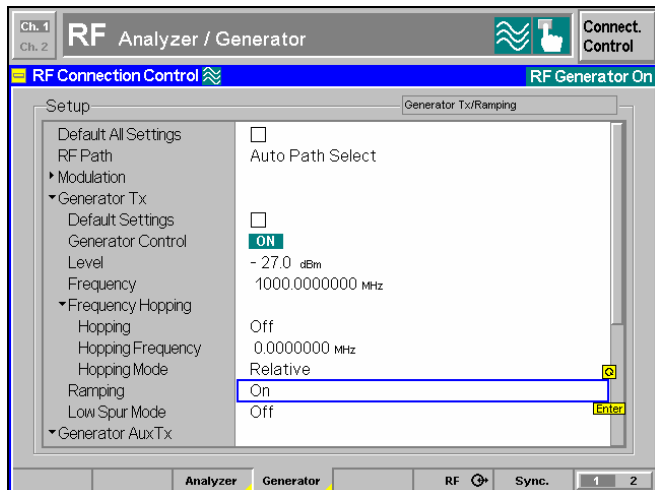 Ch. 1
Ch. 2
RF Analyzer / Generator
Connect.
Control
RF Connection Control
RF Generator On
Setup
Generator Tx/Ramping
Default All Settings
RF Path Auto Path Select
Modulation
Generator Tx
Default Settings
Generator Control ON
Level - 27.0 dBm
Frequency 1000.0000000 MHz
Frequency Hopping
Hopping Off
Hopping Frequency 0.0000000 MHz
Hopping Mode Relative
Ramping On
Low Spur Mode Off
Enter
Generator AuxTx
Analyzer Generator RF Sync. 1 2